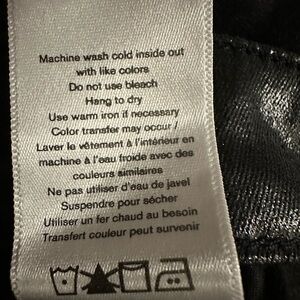 Machine wash cold inside out
with like colors
Do not use bleach
Hang to dry
Use warm iron if necessary
Color transfer may occur /
Laver le vêtement à l'intérieur en
machine à l'eau froide avec des
couleurs similaires
Ne pas utiliser d'eau de javel
Suspendre pour sécher
Utiliser un fer chaud au besoin
Transfert couleur peut survenir